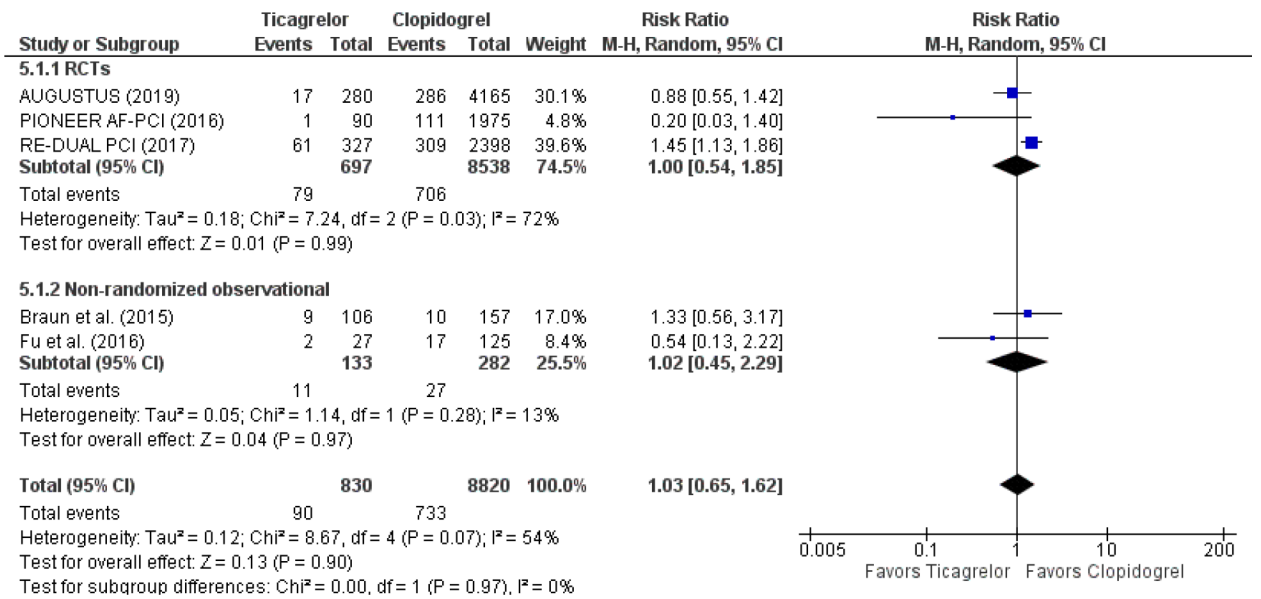 Ticagrelor Clopidogrel Risk Ratio Risk Ratio
Study or Subgroup Events Total Events Total Weight M-H, Random, 95% CI M-H, Random, 95% CI
5.1.1 RCTs
AUGUSTUS (2019) 17 280 286 4165 30.1% 0.88 [0.55, 1.42]
PIONEER AF-PCI (2016) 1 90 111 1975 4.8% 0.20 [0.03, 1.40]
RE-DUAL PCI (2017) 61 327 309 2398 39.6% 1.45 [1.13, 1.86]
Subtotal (95% CI) 697 8538 74.5% 1.00 [0.54, 1.85]
Total events 79 706
Heterogeneity: Tau² = 0.18; Chi² = 7.24, df = 2 (P = 0.03); I² = 72%
Test for overall effect: Z = 0.01 (P = 0.99)
5.1.2 Non-randomized observational
Braun et al. (2015) 9 106 10 157 17.0% 1.33 [0.56, 3.17]
Fu et al. (2016) 2 27 17 125 8.4% 0.54 [0.13, 2.22]
Subtotal (95% CI) 133 282 25.5% 1.02 [0.45, 2.29]
Total events 11 27
Heterogeneity: Tau² = 0.05; Chi² = 1.14, df = 1 (P = 0.28); I² = 13%
Test for overall effect: Z = 0.04 (P = 0.97)
Total (95% CI) 830 8820 100.0% 1.03 [0.65, 1.62]
Total events 90 733
Heterogeneity: Tau² = 0.12; Chi² = 8.67, df = 4 (P = 0.07); I² = 54%
Test for overall effect: Z = 0.13 (P = 0.90)
Test for subgroup differences: Chi² = 0.00, df = 1 (P = 0.97), I² = 0%
0.005 0.1 1 10 200
Favors Ticagrelor Favors Clopidogrel